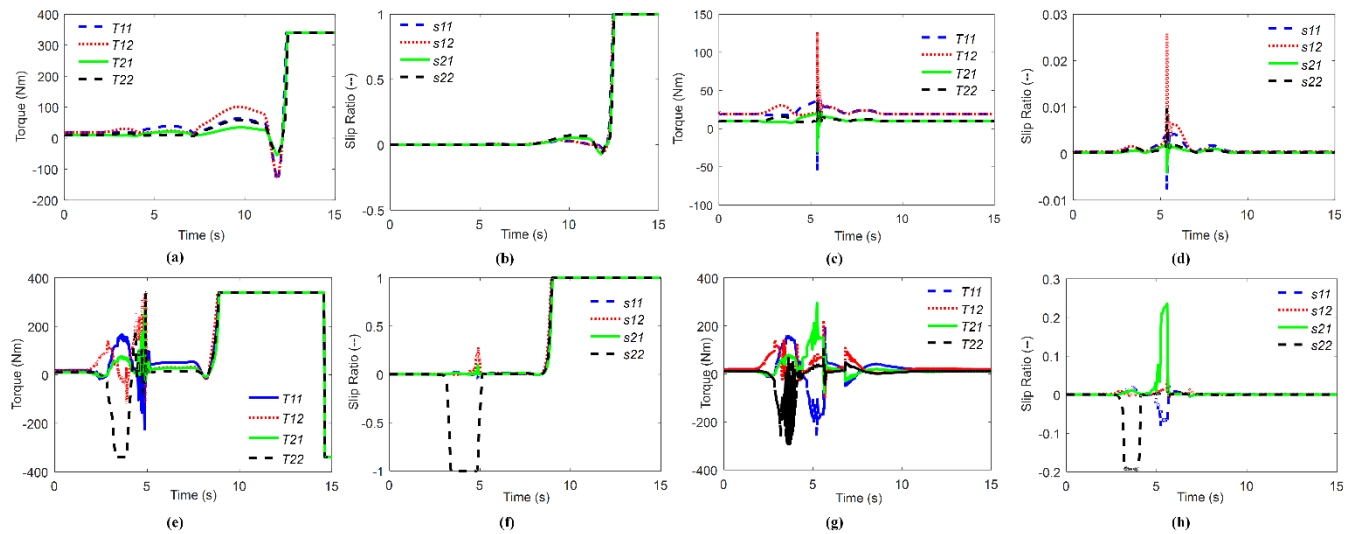 400
300
200
100
0
-100
-200
0
5
10
15
Torque (Nm)
Time (s)
T11
T12
T21
T22
(a)
1
0.5
0
-0.5
0
5
10
15
Slip Ratio (--)
Time (s)
s11
s12
s21
s22
(b)
150
100
50
0
-50
-100
0
5
10
15
Torque (Nm)
Time (s)
T11
T12
T21
T22
(c)
0.03
0.02
0.01
0
-0.01
0
5
10
15
Slip Ratio (--)
Time (s)
s11
s12
s21
s22
(d)
400
200
0
-200
-400
0
5
10
15
Torque (Nm)
Time (s)
T11
T12
T21
T22
(e)
1
0.5
0
-0.5
-1
0
5
10
15
Slip Ratio (--)
Time (s)
s11
s12
s21
s22
(f)
400
200
0
-200
-400
0
5
10
15
Torque (Nm)
Time (s)
T11
T12
T21
T22
(g)
0.3
0.2
0.1
0
-0.1
-0.2
0
5
10
15
Slip Ratio (--)
Time (s)
s11
s12
s21
s22
(h)